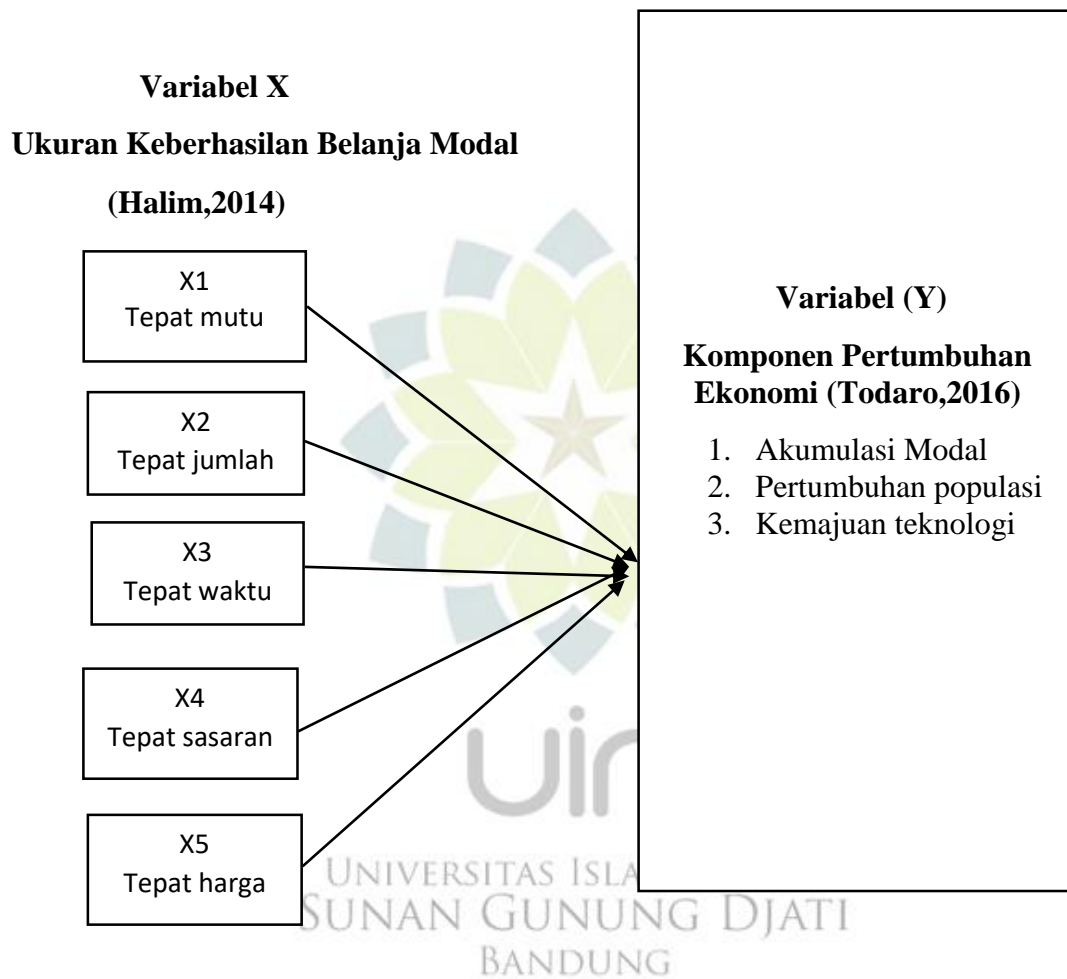 Variabel X
Ukuran Keberhasilan Belanja Modal
(Halim,2014)
X1
Tepat mutu
X2
Tepat jumlah
X3
Tepat waktu
X4
Tepat sasaran
X5
Tepat harga
Variabel (Y)
Komponen Pertumbuhan
Ekonomi (Todaro,2016)
1. Akumulasi Modal
2. Pertumbuhan populasi
3. Kemajuan teknologi
UNIVERSITAS ISLA
SUNAN GUNUNG DJATI
BANDUNG